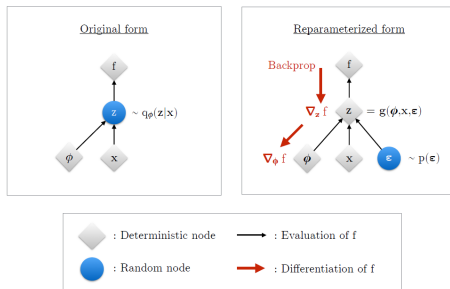 Original form
f
z ~ qϕ(z|x)
ϕ x
Reparameterized form
Backprop f
∇z f z = g(ϕ,x,ε)
∇ϕ f ϕ x ε ~ p(ε)
: Deterministic node : Evaluation of f
: Random node : Differentiation of f